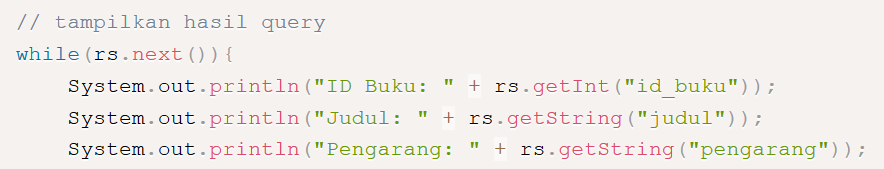 // tampilkan hasil query
while(rs.next()){
    System.out.println("ID Buku: " + rs.getInt("id_buku"));
    System.out.println("Judul: " + rs.getString("judul"));
    System.out.println("Pengarang: " + rs.getString("pengarang"));